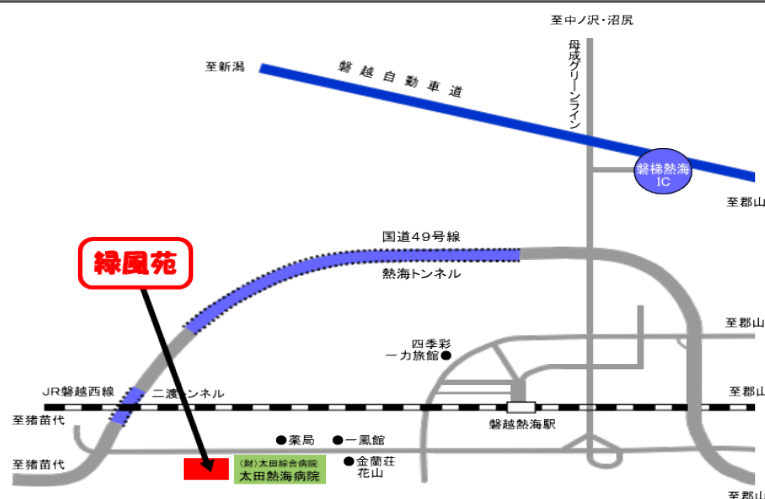 至中ノ沢・沼尻
母成グリーンライン
至新潟
磐越自動車道
磐梯熱海
IC
至郡山
国道49号線
緑風苑
熱海トンネル
至郡山
四季彩
一力旅館●
JR磐越西線
二渡トンネル
至郡山
至猪苗代
磐越熱海駅
●薬局
●一鳳館
●金蘭荘
花山
至猪苗代
(財)太田綜合病院
太田熱海病院
至郡山